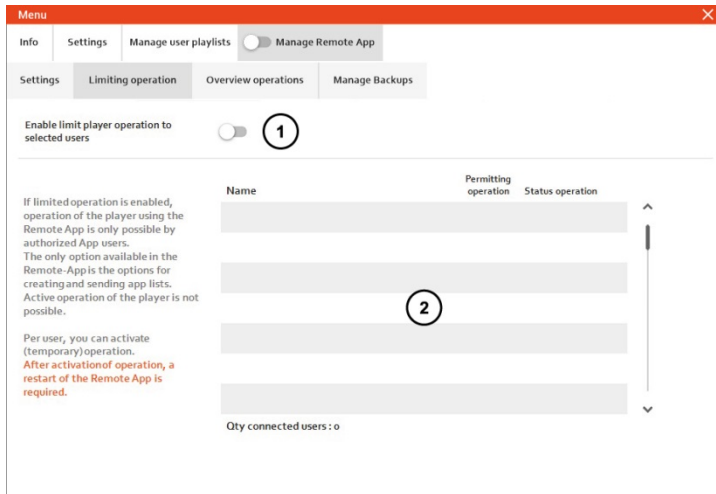 Menu
Info Settings Manage user playlists Manage Remote App
Settings Limiting operation Overview operations Manage Backups
Enable limit player operation to
selected users
1
Name Permitting
operation Status operation
If limited operation is enabled,
operation of the player using the
Remote App is only possible by
authorized App users.
The only option available in the
Remote-App is the options for
creating and sending app lists.
Active operation of the player is not
possible.
2
Per user, you can activate
(temporary) operation.
After activation of operation, a
restart of the Remote App is
required.
Qty connected users : 0